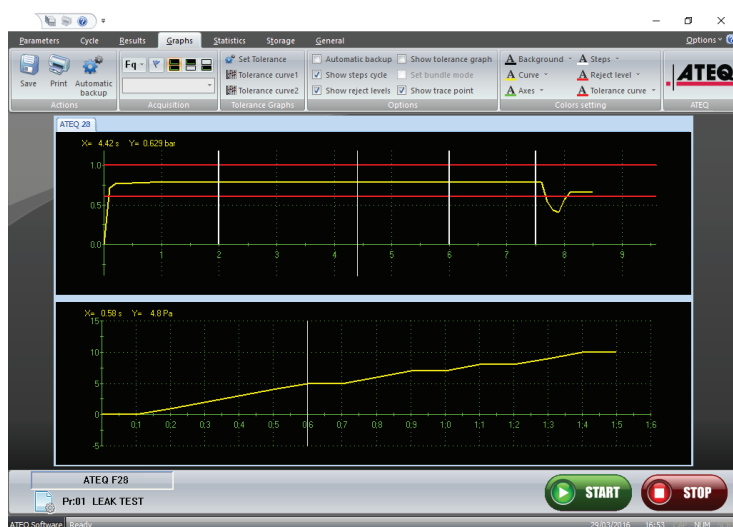 Parameters Cycle Results Graphs Statistics Storage General Options
Save Print Automatic backup
Actions
Fq
Acquisition
Set Tolerance
Tolerance curve1
Tolerance curve2
Tolerance Graphs
Automatic backup Show tolerance graph
Show steps cycle Set bundle mode
Show reject levels Show trace point
Options
A Background A Steps
A Curve A Reject level
A Axes A Tolerance curve
Colors setting
ATEQ
ATEQ
ATEQ 28
X= 4.42 s Y= 0.629 bar
1.0
0.5
0.0
1 2 3 4 5 6 7 8 9
X= 0.58 s Y= 4.8 Pa
15
10
5
0
0.1 0.2 0.3 0.4 0.5 0.6 0.7 0.8 0.9 1.0 1.1 1.2 1.3 1.4 1.5 1.6
-5
ATEQ F28
Pr:01 LEAK TEST
START STOP
ATEQ Software Ready 29/03/2016 16:53 NUM